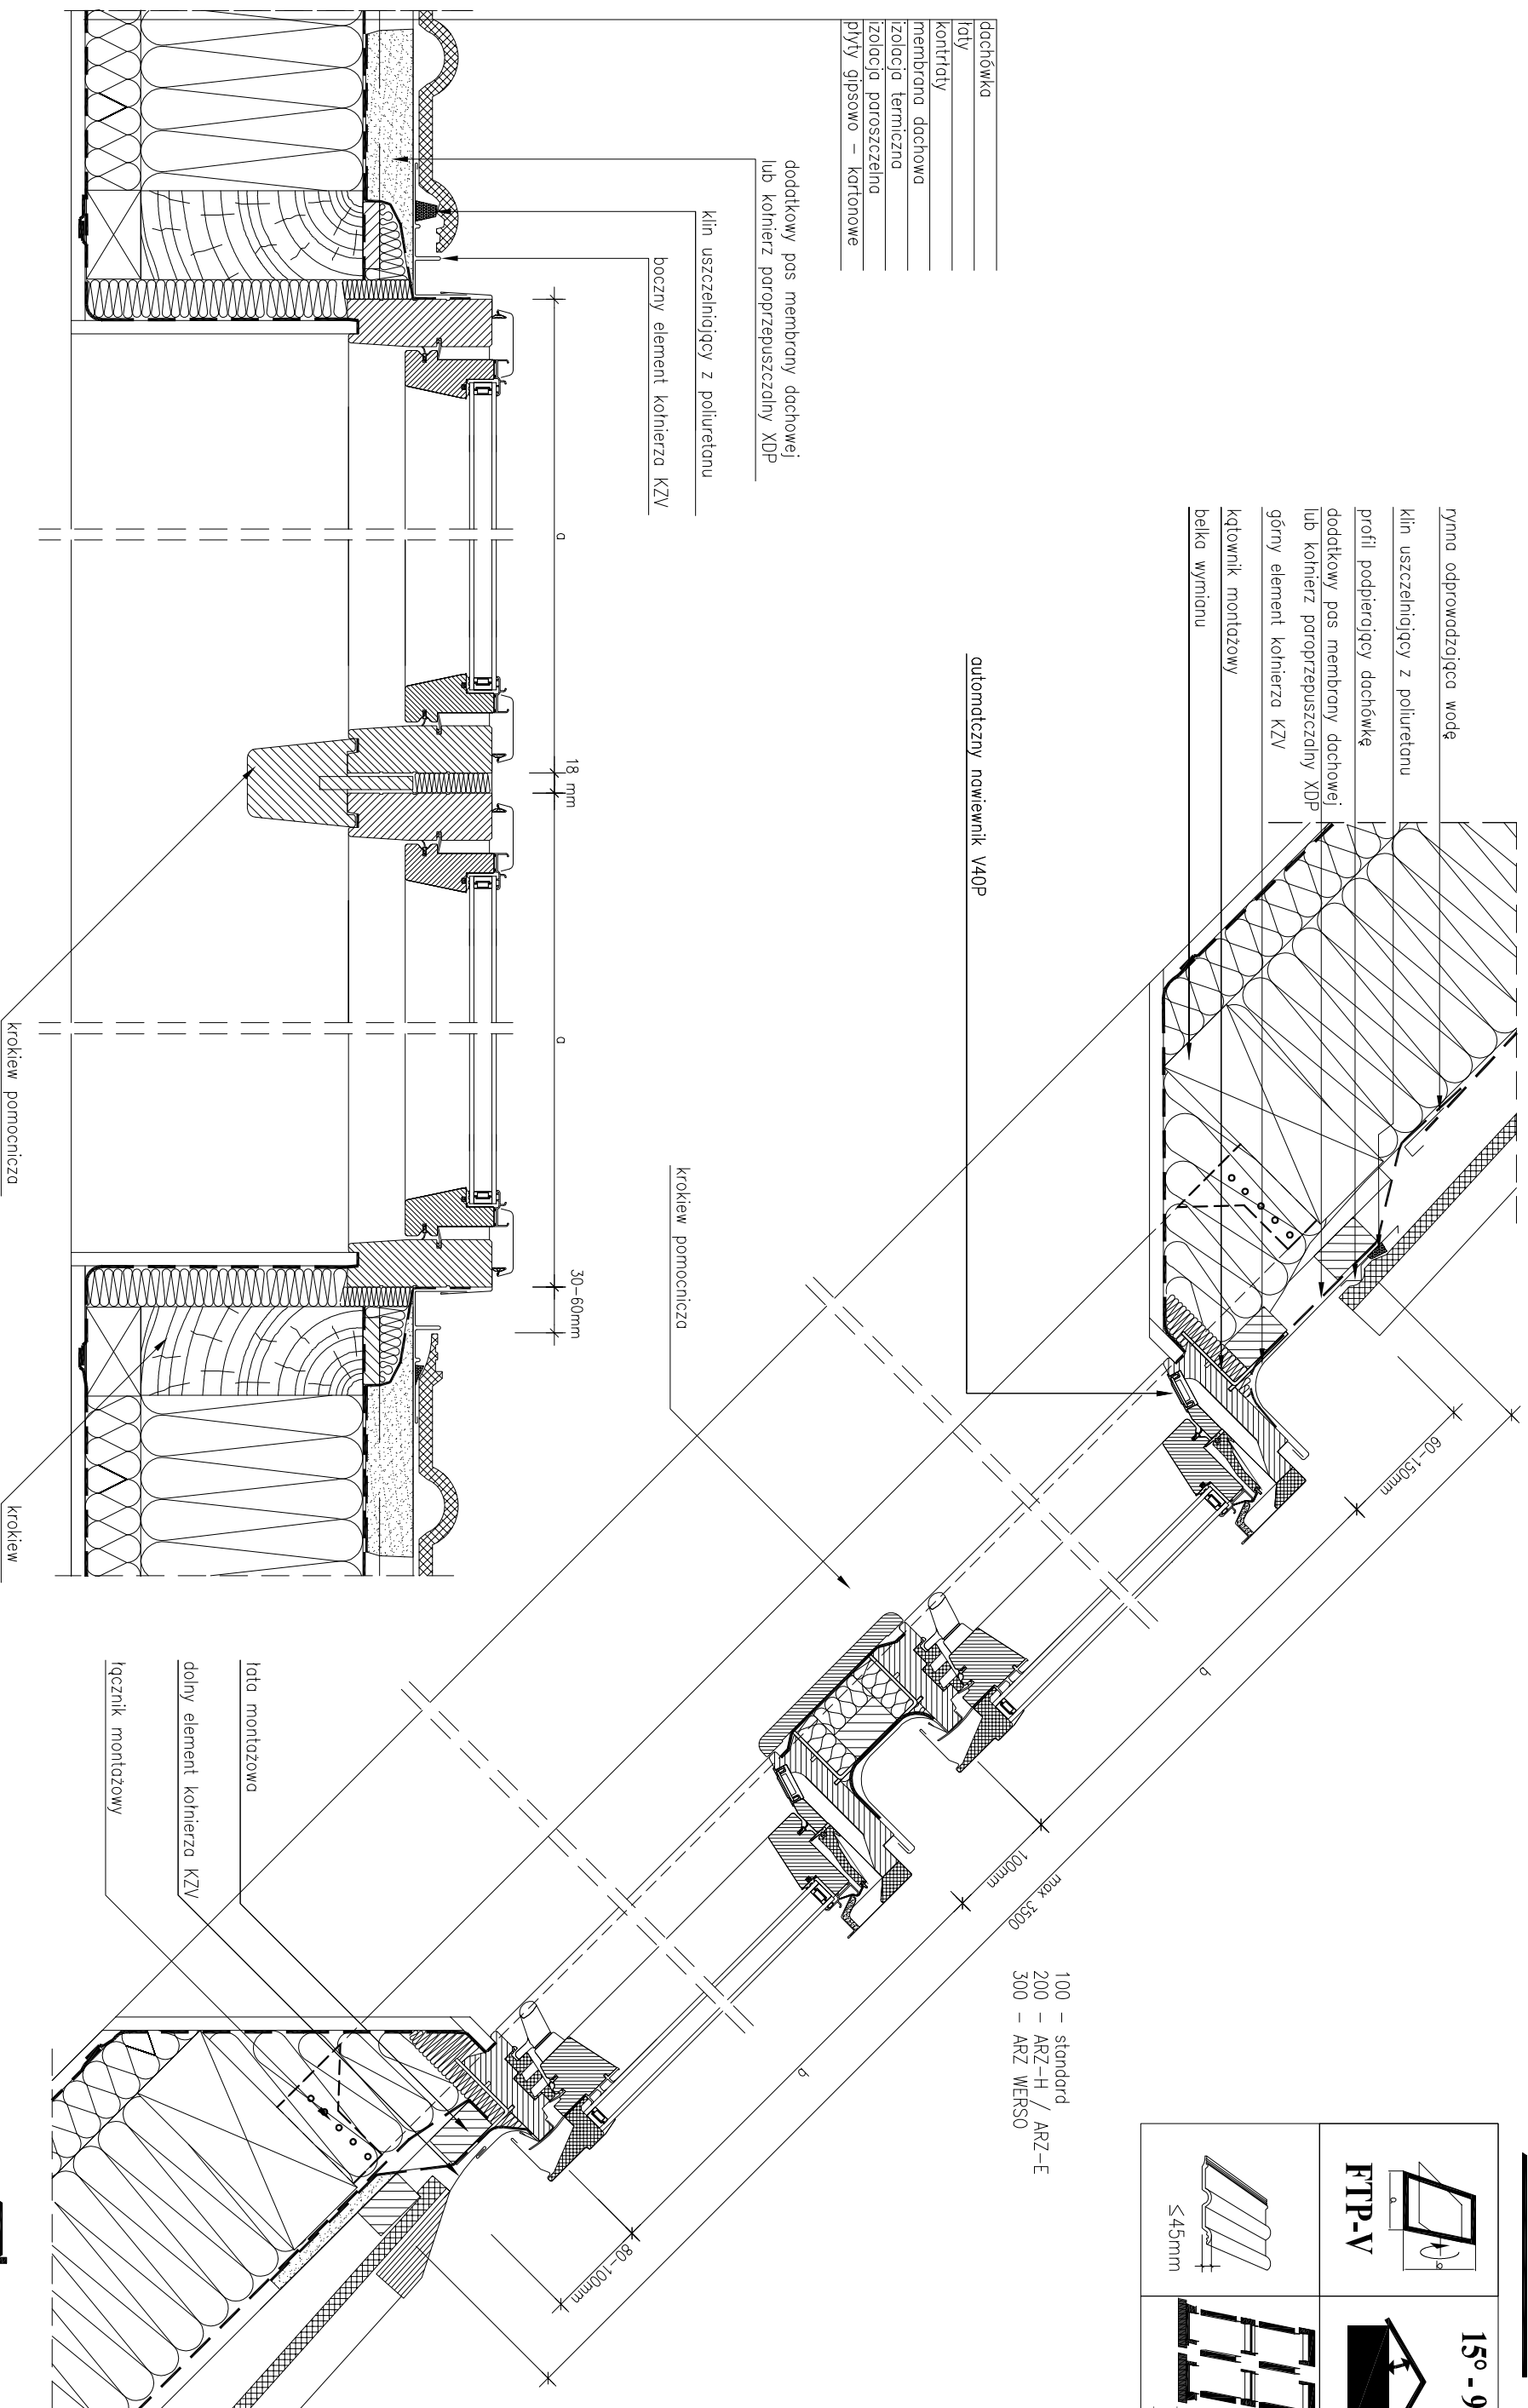 dachówka
łaty
kontrłaty
membrana dachowa
izolacja termiczna
izolacja paroszczelna
płyty gipsowo – kartonowe
dodatkowy pas membrany dachowej
lub kołnierz paroprzepuszczalny XDP
klin uszczelniający z poliuretanu
boczny element kołnierza KZV
a
18 mm
a
30-60mm
krokiew pomocnicza
krokiew
rynna odprowadzająca wodę
klin uszczelniający z poliuretanu
profil podpierający dachówkę
dodatkowy pas membrany dachowej
lub kołnierz paroprzepuszczalny XDP
górny element kołnierza KZV
kątownik montażowy
belka wymianu
automatczny nawiewnik V40P
krokiew pomocnicza
60-150mm
b
100mm
max 3500
b
80-100mm
łata montażowa
dolny element kołnierza KZV
łącznik montażowy
100 - standard
200 - ARZ-H / ARZ-E
300 - ARZ WERSO
FTP-V
a
b
15º - 9
≤45mm